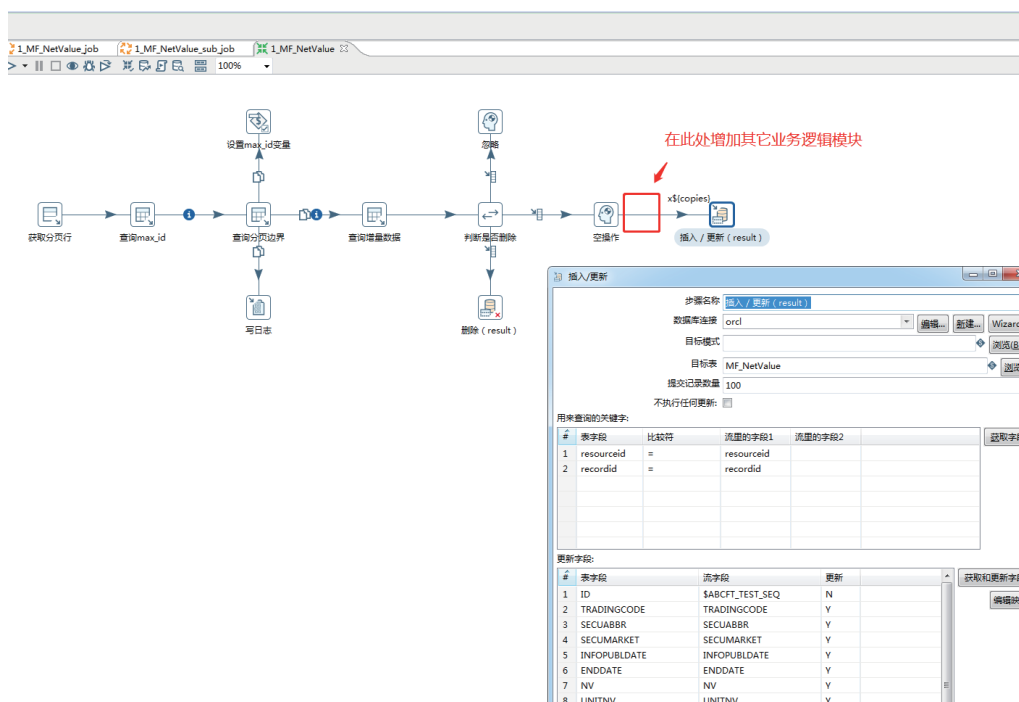 1_MF_NetValue_job
1_MF_NetValue_sub_job
1_MF_NetValue
100%
设置max_id变量
忽略
在此处增加其它业务逻辑模块
x$(copies)
获取分页行
查询max_id
查询分页边界
查询增量数据
判断是否删除
空操作
插入 / 更新 ( result )
写日志
删除 ( result )
插入/更新
步骤名称 插入 / 更新 ( result )
数据库连接 orcl 编辑... 新建... Wizard
目标模式 浏览(B
目标表 MF_NetValue 浏览
提交记录数量 100
不执行任何更新:
用来查询的关键字:
# 表字段 比较符 流里的字段1 流里的字段2 获取字段
1 resourceid = resourceid
2 recordid = recordid
更新字段:
# 表字段 流字段 更新 获取和更新字段
1 ID $ABCFT_TEST_SEQ N 编辑映
2 TRADINGCODE TRADINGCODE Y
3 SECUABBR SECUABBR Y
4 SECUMARKET SECUMARKET Y
5 INFOPUBLDATE INFOPUBLDATE Y
6 ENDDATE ENDDATE Y
7 NV NV Y
8 UNITNV UNITNV Y